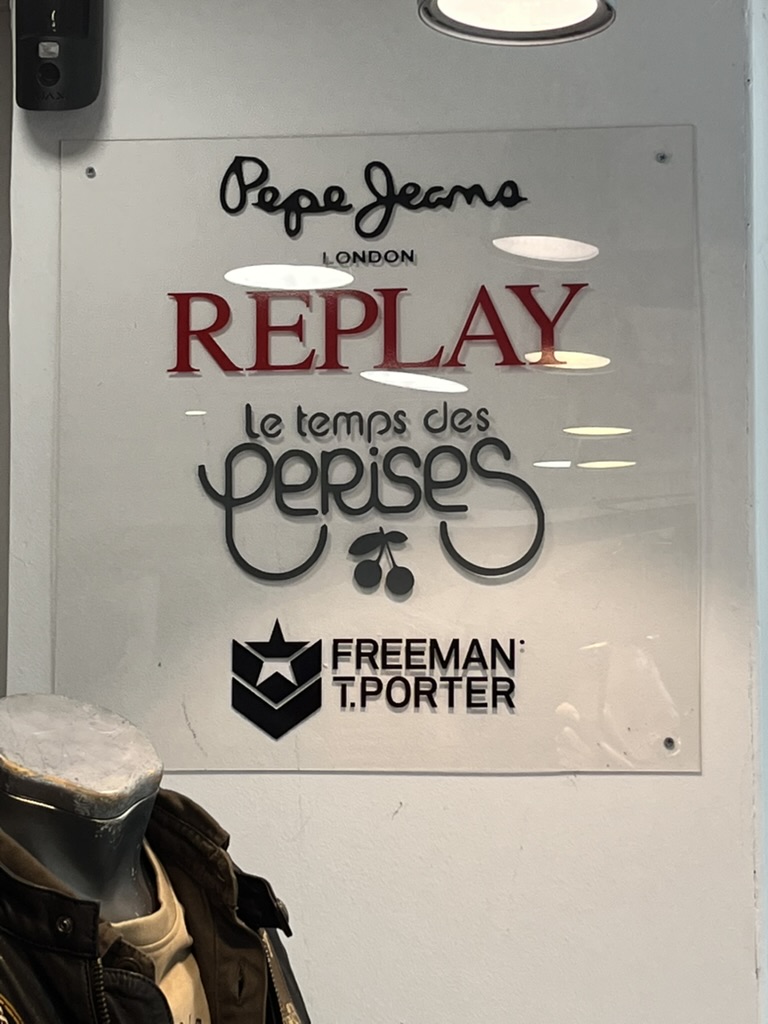 Pepe Jeans
LONDON
REPLAY
Le temps des
CERISES
FREEMAN
T.PORTER